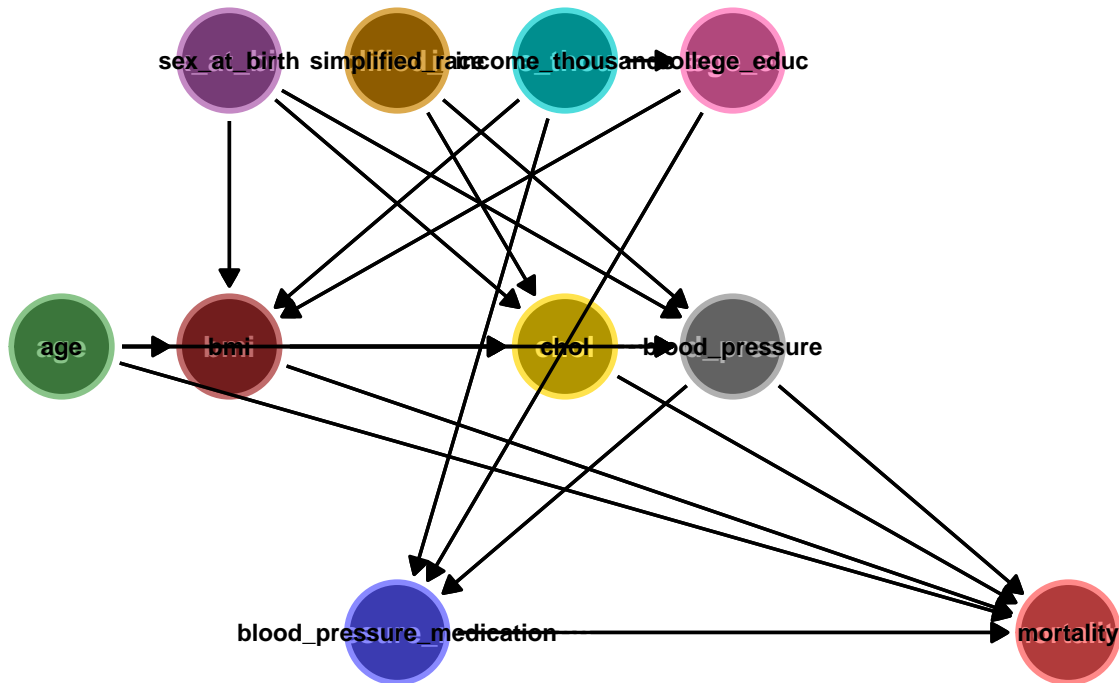 sex_at_birth
simplified_race
income_thousands
college_educ
age
bmi
chol
blood_pressure
blood_pressure_medication
mortality